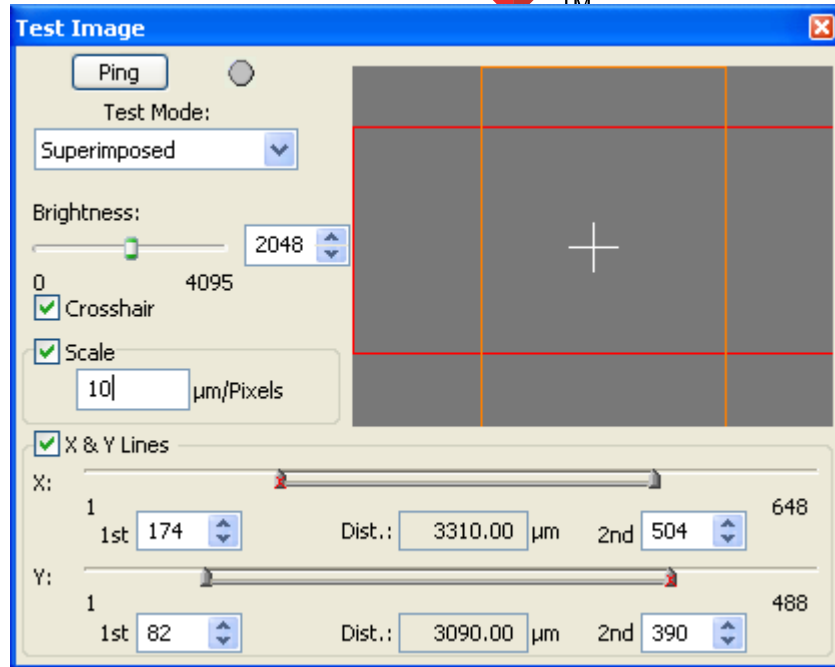 TM
Test Image
Ping
Test Mode:
Superimposed
Brightness:
2048
0 4095
Crosshair
Scale
10 µm/Pixels
X & Y Lines
X:
1 648
1st 174 Dist.: 3310.00 µm 2nd 504
Y:
1 488
1st 82 Dist.: 3090.00 µm 2nd 390